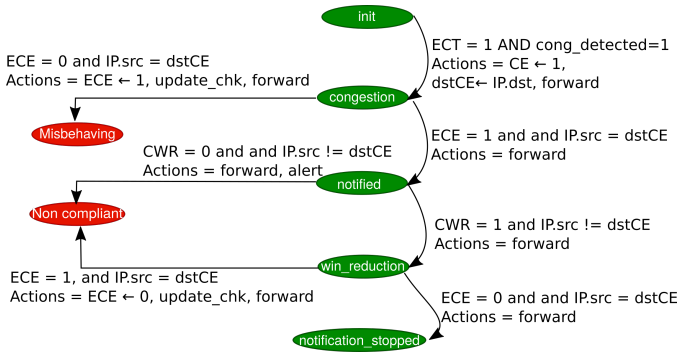 init
ECT = 1 AND cong_detected=1
Actions = CE ← 1,
dstCE← IP.dst, forward
ECE = 0 and IP.src = dstCE
Actions = ECE ← 1, update_chk, forward
congestion
Misbehaving
ECE = 1 and and IP.src = dstCE
Actions = forward
CWR = 0 and and IP.src != dstCE
Actions = forward, alert
notified
Non compliant
CWR = 1 and IP.src != dstCE
Actions = forward
win_reduction
ECE = 1, and IP.src = dstCE
Actions = ECE ← 0, update_chk, forward
ECE = 0 and and IP.src = dstCE
Actions = forward
notification_stopped